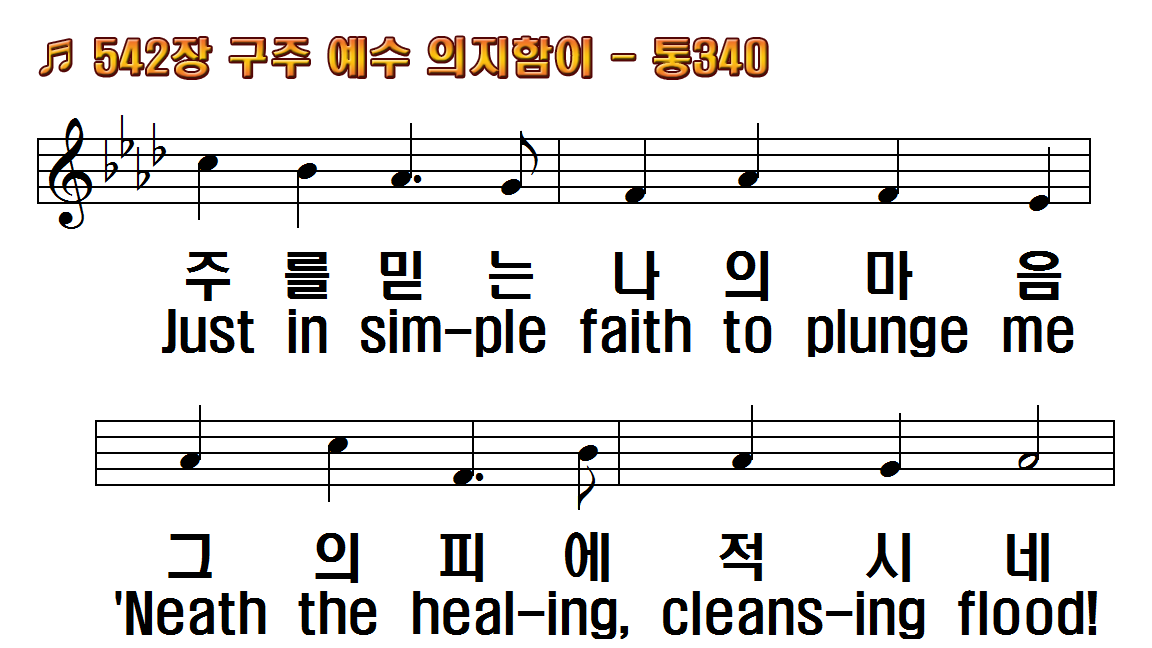 ♬ 542장 구주 예수 의지함이 - 통340
주 를 믿 는 나 의 마 음
Just in sim-ple faith to plunge me
그 의 피 에 적 시 네
'Neath the heal-ing, cleans-ing flood!